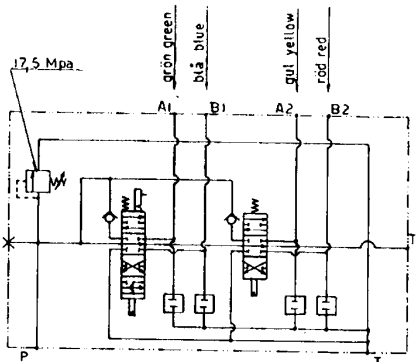 17,5 Mpa
grön green
blå blue
gul yellow
röd red
A1
B1
A2
B2
T
P
T